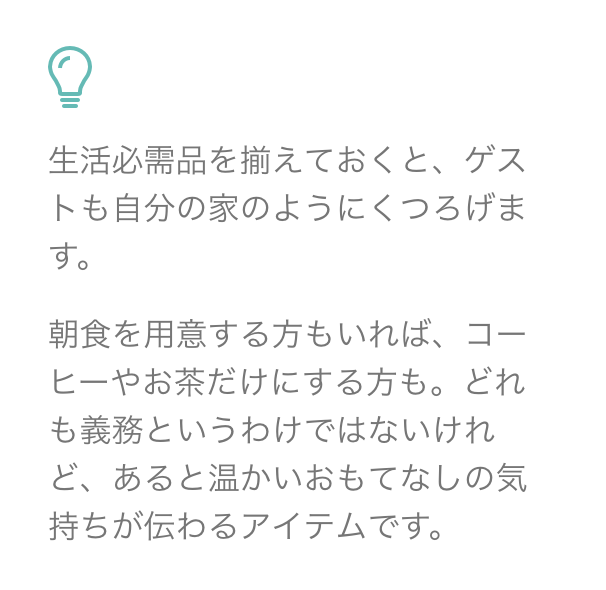 生活必需品を揃えておくと、ゲス
トも自分の家のようにくつろげま
す。
朝食を用意する方もいれば、コー
ヒーやお茶だけにする方も。どれ
も義務というわけではないけれ
ど、あると温かいおもてなしの気
持ちが伝わるアイテムです。